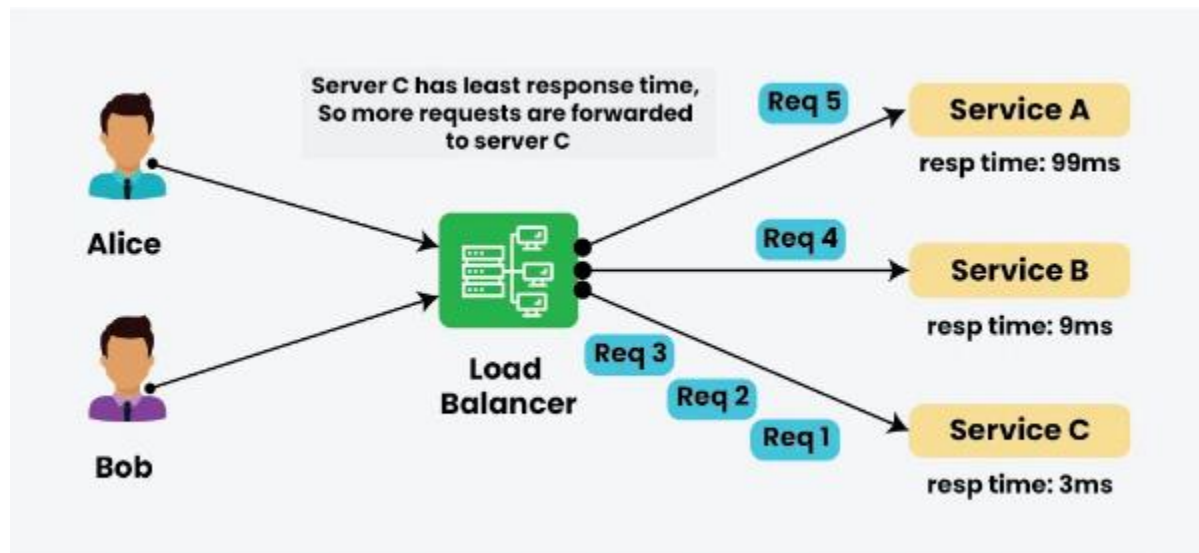 Server C has least response time,
So more requests are forwarded
to server C
Req 5
Service A
resp time: 99ms
Alice
Req 4
Service B
resp time: 9ms
Req 3
Load
Balancer
Req 2
Req 1
Service C
Bob
resp time: 3ms